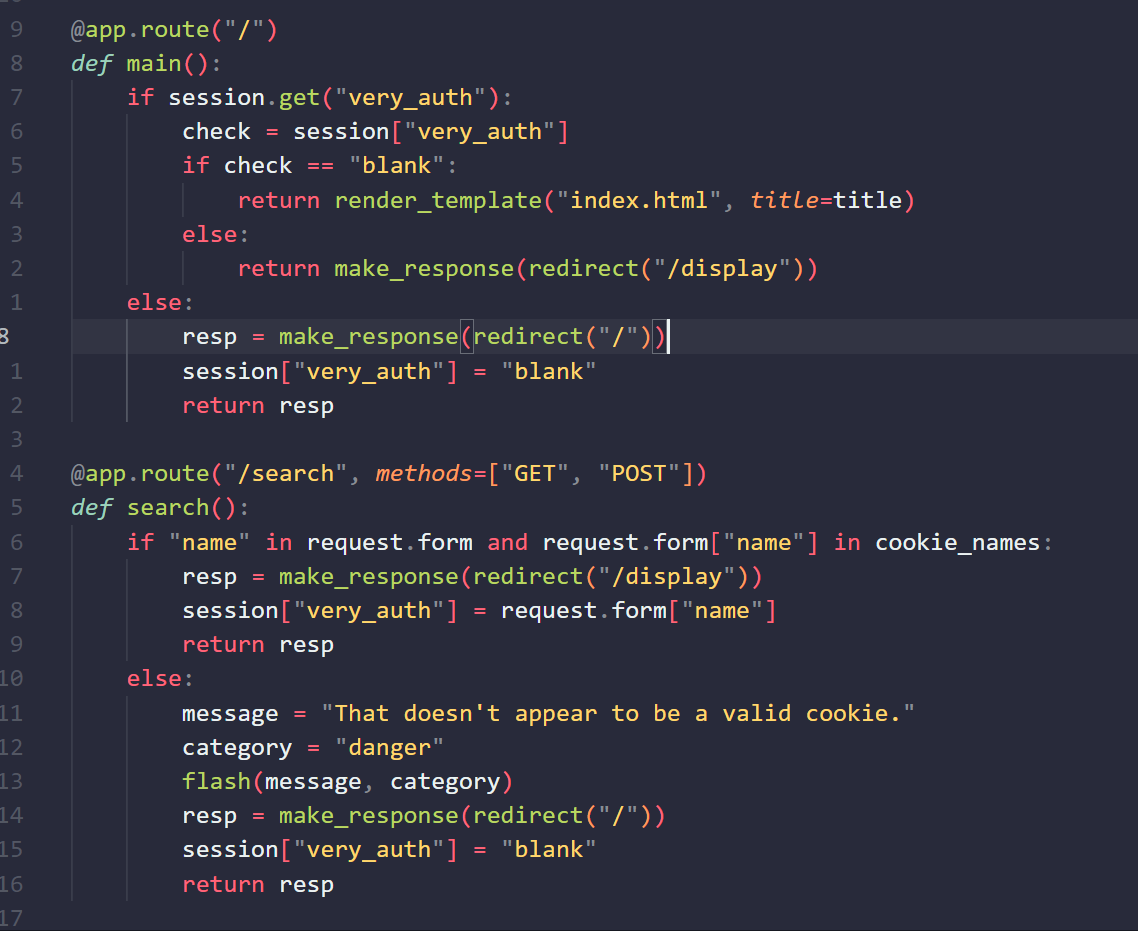 9 @app.route("/")
8 def main():
7     if session.get("very_auth"):
6         check = session["very_auth"]
5         if check == "blank":
4             return render_template("index.html", title=title)
3         else:
2             return make_response(redirect("/display"))
1     else:
8         resp = make_response(redirect("/"))
1         session["very_auth"] = "blank"
2         return resp
3
4 @app.route("/search", methods=["GET", "POST"])
5 def search():
6     if "name" in request.form and request.form["name"] in cookie_names:
7         resp = make_response(redirect("/display"))
8         session["very_auth"] = request.form["name"]
9         return resp
10     else:
11         message = "That doesn't appear to be a valid cookie."
12         category = "danger"
13         flash(message, category)
14         resp = make_response(redirect("/"))
15         session["very_auth"] = "blank"
16         return resp
17